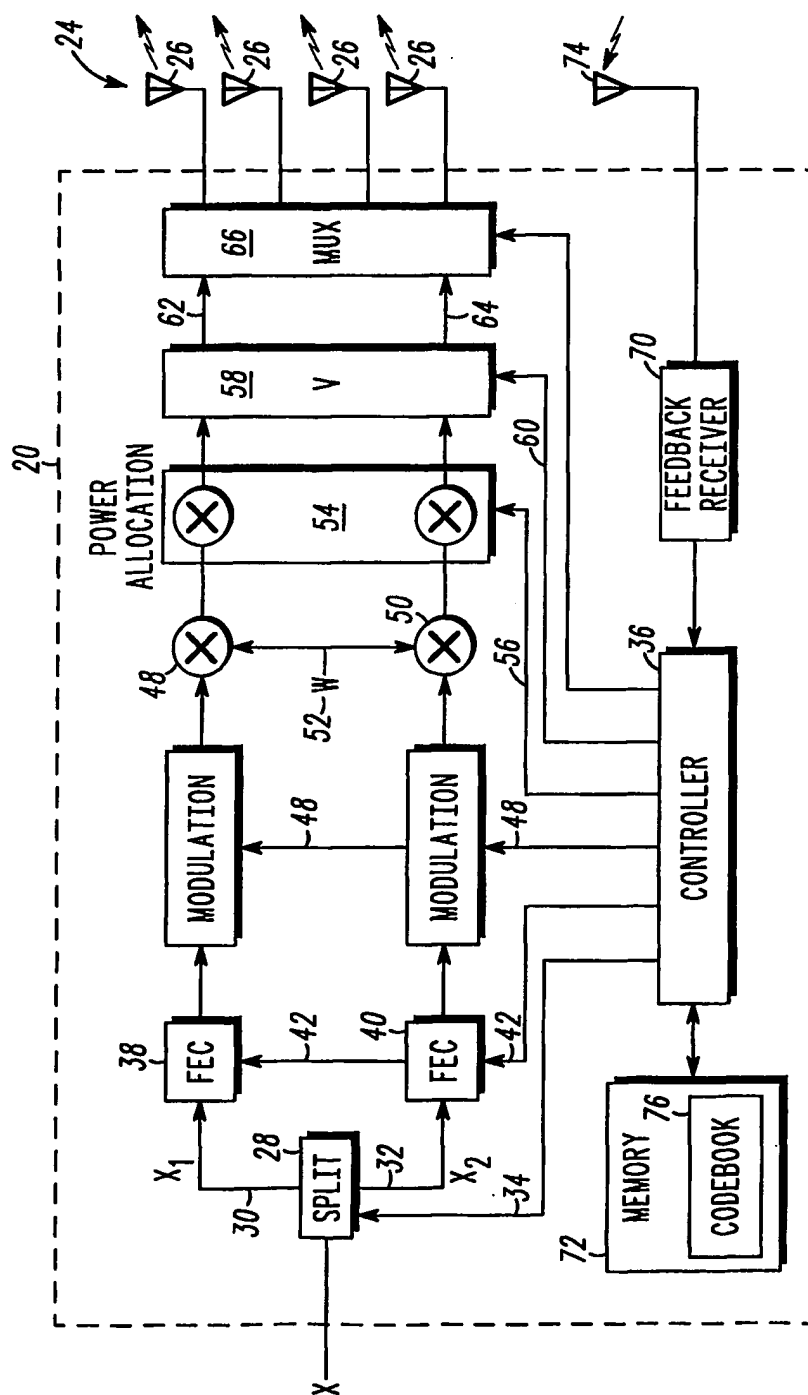 20
24
X
X1
30
SPLIT
28
32
X2
34
38
FEC
42
40
FEC
42
MODULATION
48
MODULATION
48
48
50
52
W
POWER
ALLOCATION
54
56
58
V
60
62
64
66
MUX
26
26
26
26
74
70
FEEDBACK
RECEIVER
36
CONTROLLER
72
MEMORY
76
CODEBOOK